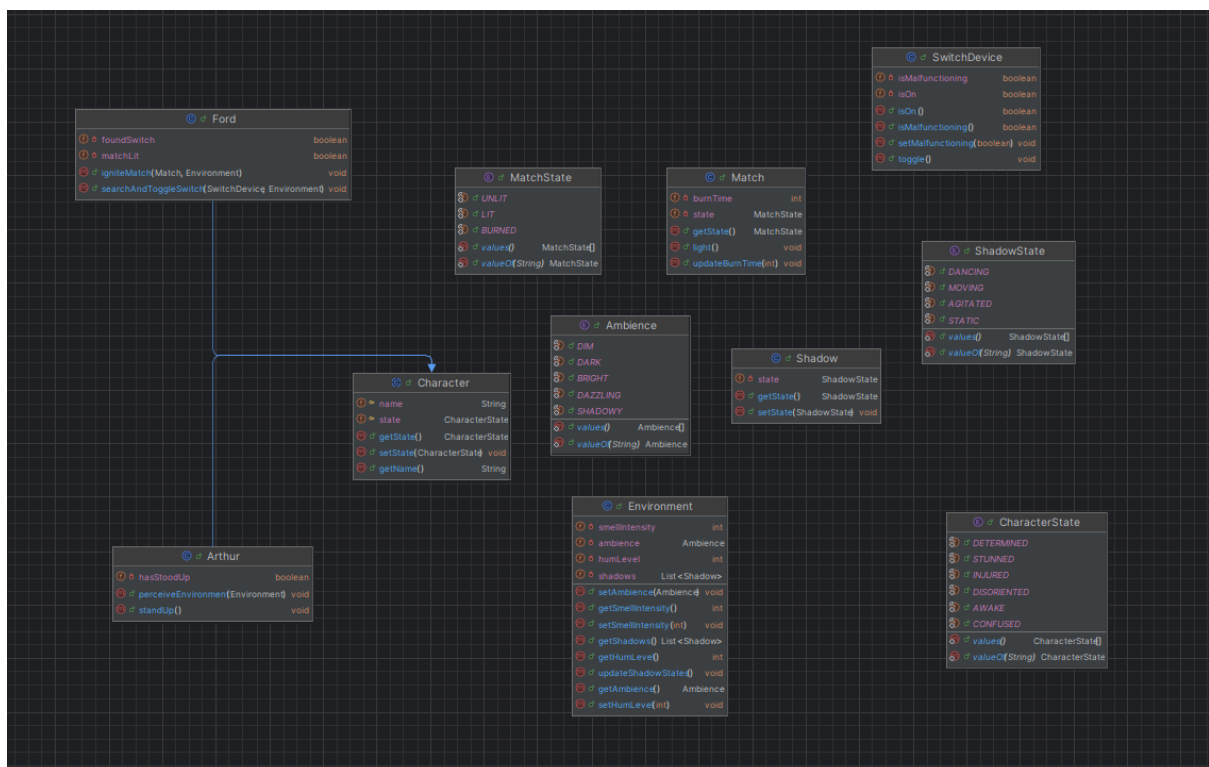 SwitchDevice
isMalfunctioning boolean
isOn boolean
isOn() boolean
isMalfunctioning() boolean
setMalfunctioning(boolean) void
toggle() void
Ford
foundSwitch boolean
matchLit boolean
igniteMatch(Match, Environment) void
searchAndToggleSwitch(SwitchDevice, Environment) void
MatchState
UNLIT
LIT
BURNED
values() MatchState[]
valueOf(String) MatchState
Match
burnTime int
state MatchState
getState() MatchState
light() void
updateBurnTime(int) void
ShadowState
DANCING
MOVING
AGITATED
STATIC
values() ShadowState[]
valueOf(String) ShadowState
Ambience
DIM
DARK
BRIGHT
DAZZLING
SHADOWY
values() Ambience[]
valueOf(String) Ambience
Shadow
state ShadowState
getState() ShadowState
setState(ShadowState) void
Character
name String
state CharacterState
getState() CharacterState
setState(CharacterState) void
getName() String
Environment
smellIntensity int
ambience Ambience
humLevel int
shadows List<Shadow>
setAmbience(Ambience) void
getSmellIntensity() int
setSmellIntensity(int) void
getShadows() List<Shadow>
getHumLevel() int
updateShadowStates() void
getAmbience() Ambience
setHumLevel(int) void
CharacterState
DETERMINED
STUNNED
INJURED
DISORIENTED
AWAKE
CONFUSED
values() CharacterState[]
valueOf(String) CharacterState
Arthur
hasStoodUp boolean
perceiveEnvironment(Environment) void
standUp() void